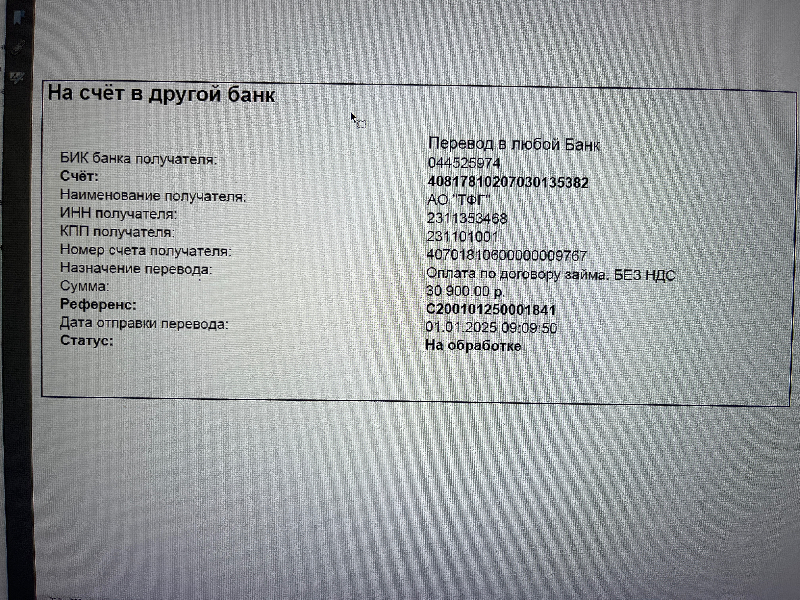 На счёт в другой банк
Перевод в любой Банк
БИК банка получателя: 044525974
Счёт: 40817810207030135382
Наименование получателя: АО "ТФГ"
ИНН получателя: 2311353468
КПП получателя: 231101001
Номер счета получателя: 40701810600000009767
Назначение перевода: Оплата по договору займа. БЕЗ НДС
Сумма: 30 900.00 р.
Референс: C200101250001841
Дата отправки перевода: 01.01.2025 09:09:50
Статус: На обработке